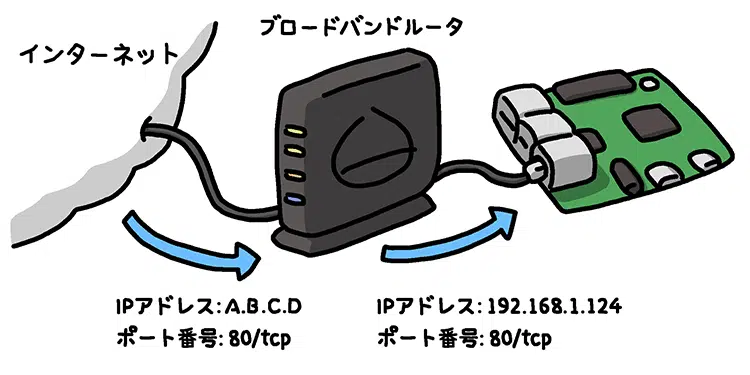 インターネット
ブロードバンドルータ
IPアドレス: A.B.C.D
ポート番号: 80/tcp
IPアドレス: 192.168.1.124
ポート番号: 80/tcp